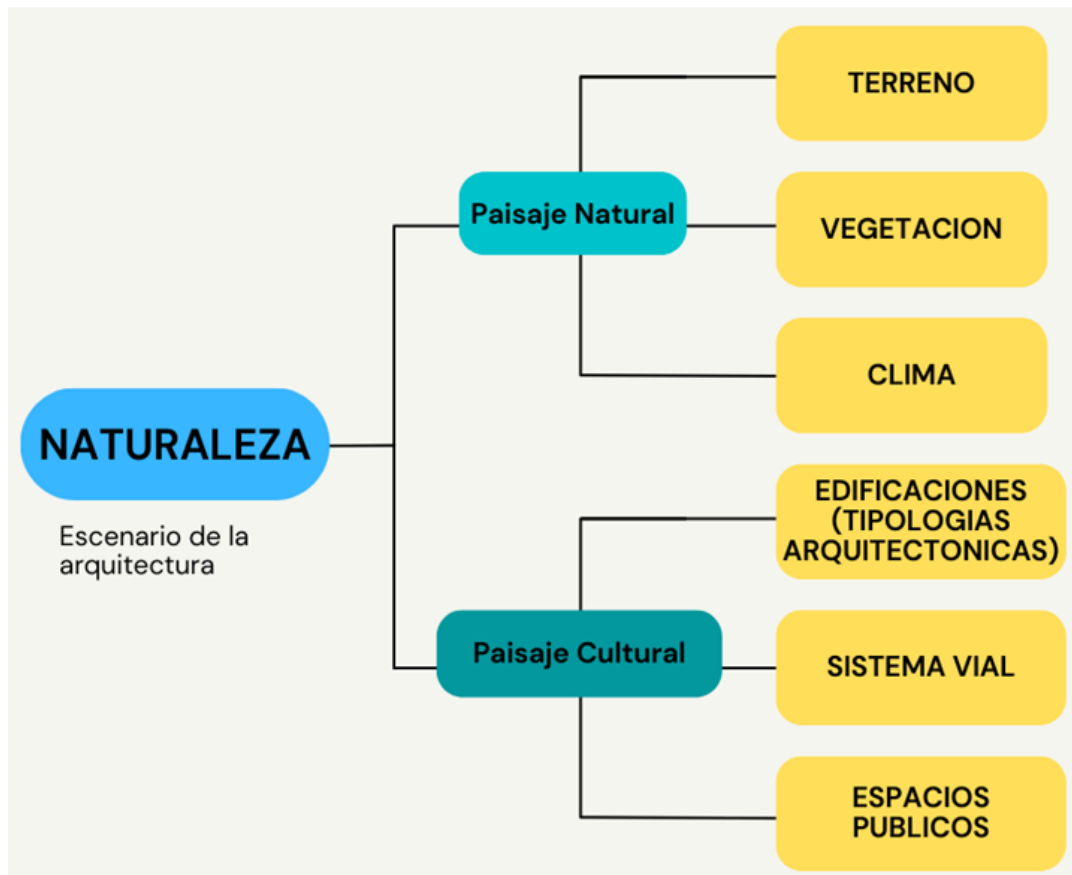 TERRENO
Paisaje Natural
VEGETACION
CLIMA
NATURALEZA
Escenario de la
arquitectura
EDIFICACIONES
(TIPOLOGIAS
ARQUITECTONICAS)
Paisaje Cultural
SISTEMA VIAL
ESPACIOS
PUBLICOS